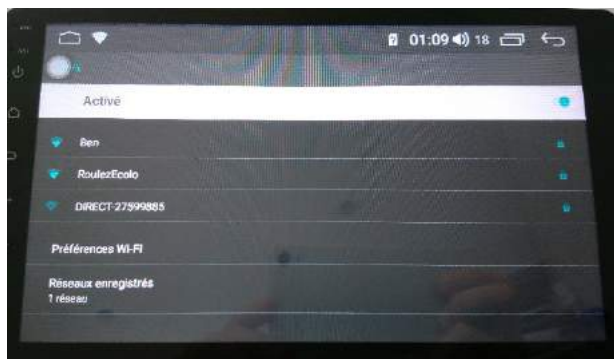 01:09 18
Activé
Ben
RoulezEcolo
DIRECT-27599885
Préférences Wi-Fi
Réseaux enregistrés
1 réseau